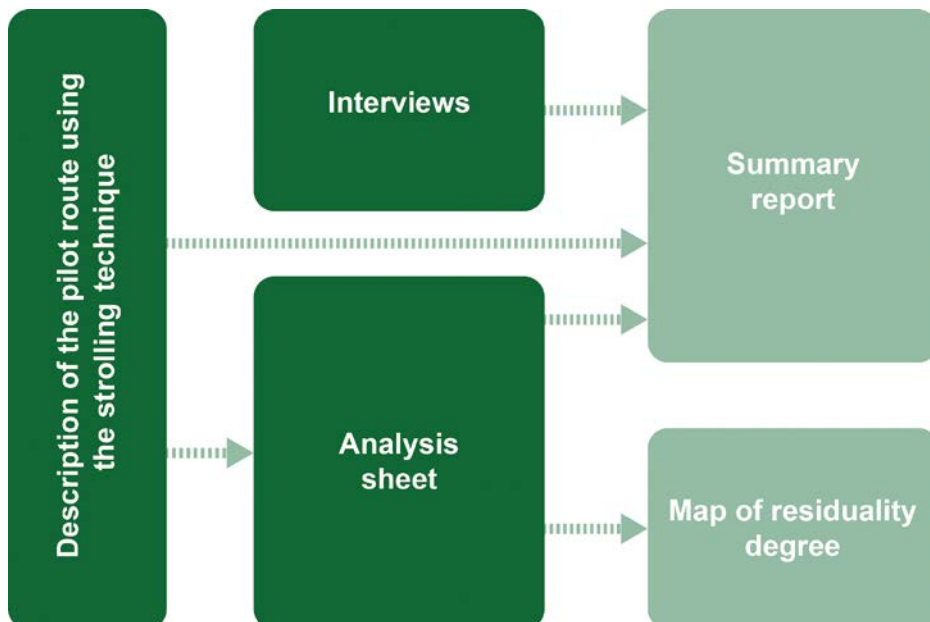 Description of the pilot route using
the strolling technique
Interviews
Analysis
sheet
Summary
report
Map of residuality
degree